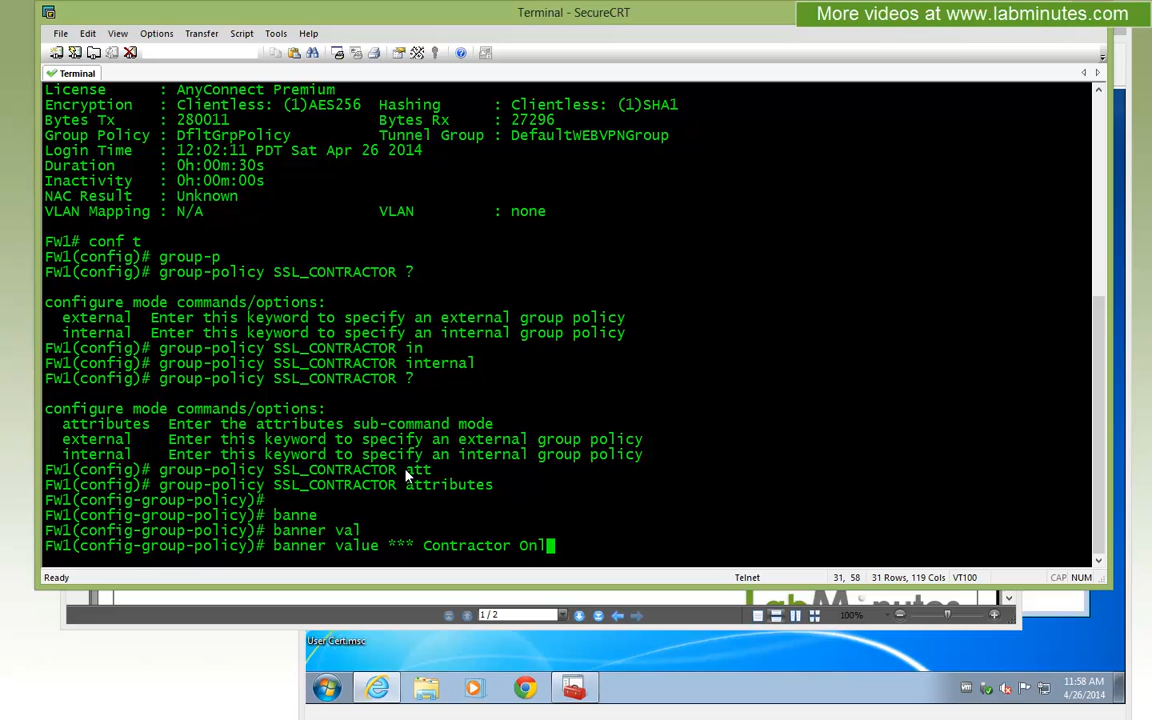 Terminal - SecureCRT
More videos at www.labminutes.com
File Edit View Options Transfer Script Tools Help
Terminal
License : AnyConnect Premium
Encryption : Clientless: (1)AES256 Hashing : Clientless: (1)SHA1
Bytes Tx : 280011 Bytes Rx : 27296
Group Policy : DfltGrpPolicy Tunnel Group : DefaultWEBVPNGroup
Login Time : 12:02:11 PDT Sat Apr 26 2014
Duration : 0h:00m:30s
Inactivity : 0h:00m:00s
NAC Result : Unknown
VLAN Mapping : N/A VLAN : none
FW1# conf t
FW1(config)# group-p
FW1(config)# group-policy SSL_CONTRACTOR ?
configure mode commands/options:
external Enter this keyword to specify an external group policy
internal Enter this keyword to specify an internal group policy
FW1(config)# group-policy SSL_CONTRACTOR in
FW1(config)# group-policy SSL_CONTRACTOR internal
FW1(config)# group-policy SSL_CONTRACTOR ?
configure mode commands/options:
attributes Enter the attributes sub-command mode
external Enter this keyword to specify an external group policy
internal Enter this keyword to specify an internal group policy
FW1(config)# group-policy SSL_CONTRACTOR att
FW1(config)# group-policy SSL_CONTRACTOR attributes
FW1(config-group-policy)#
FW1(config-group-policy)# banne
FW1(config-group-policy)# banner val
FW1(config-group-policy)# banner value *** Contractor Onl
Ready Telnet 31, 58 31 Rows, 119 Cols VT100 CAP NUM
1 / 2 100%
User Cert.msc
11:58 AM
4/26/2014